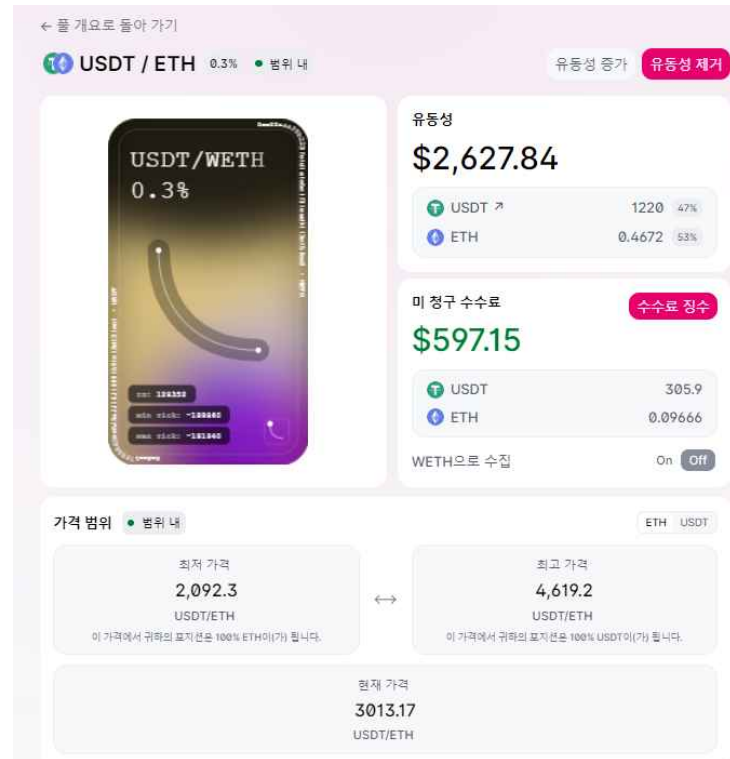 ← 풀 개요로 돌아 가기
USDT / ETH 0.3% 범위 내
유동성 증가
유동성 제거
USDT/WETH
0.3%
min tick:
max tick:
유동성
$2,627.84
USDT ↗ 1220 47%
ETH 0.4672 53%
미 청구 수수료
수수료 징수
$597.15
USDT 305.9
ETH 0.09666
WETH으로 수집 On Off
가격 범위 범위 내
ETH USDT
최저 가격
2,092.3
USDT/ETH
이 가격에서 귀하의 포지션은 100% ETH이(가) 됩니다.
↔
최고 가격
4,619.2
USDT/ETH
이 가격에서 귀하의 포지션은 100% USDT이(가) 됩니다.
현재 가격
3013.17
USDT/ETH